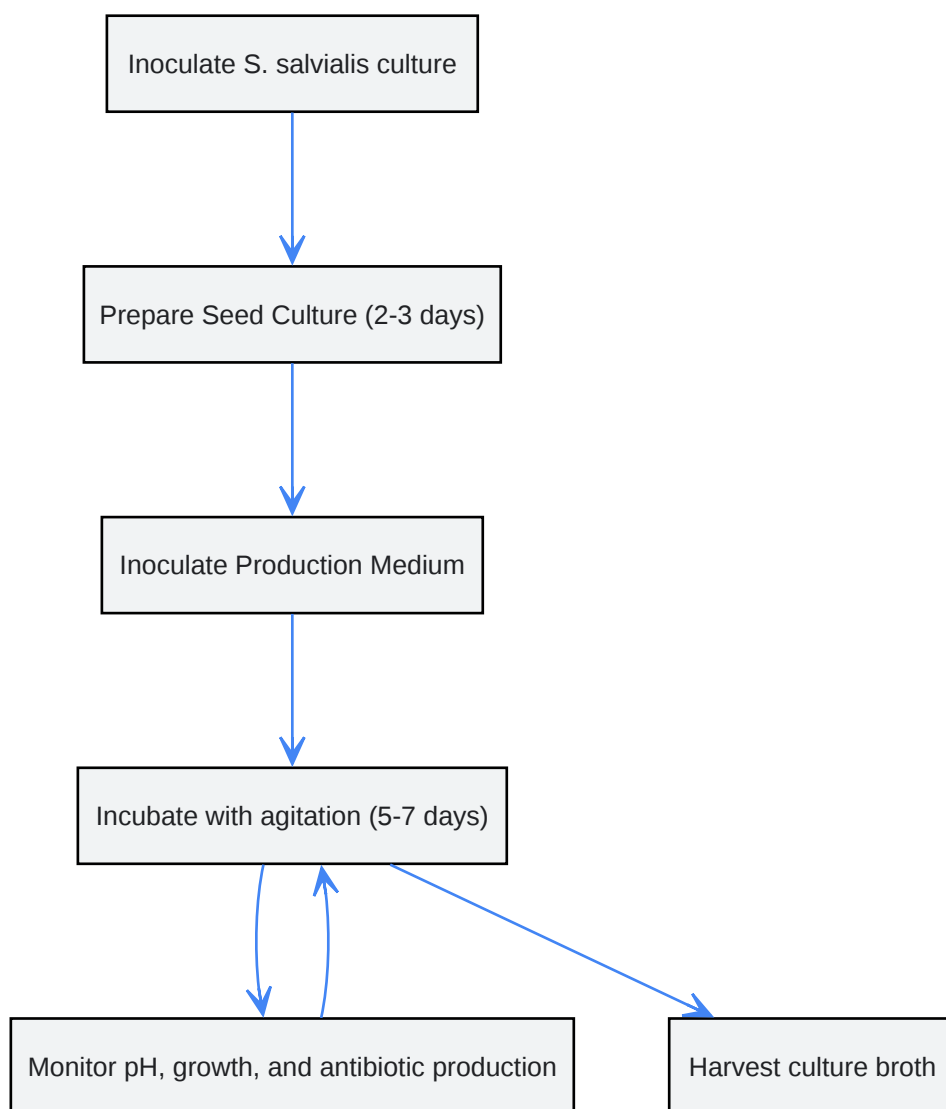 Inoculate S. salvialis culture
Prepare Seed Culture (2-3 days)
Inoculate Production Medium
Incubate with agitation (5-7 days)
Monitor pH, growth, and antibiotic production
Harvest culture broth